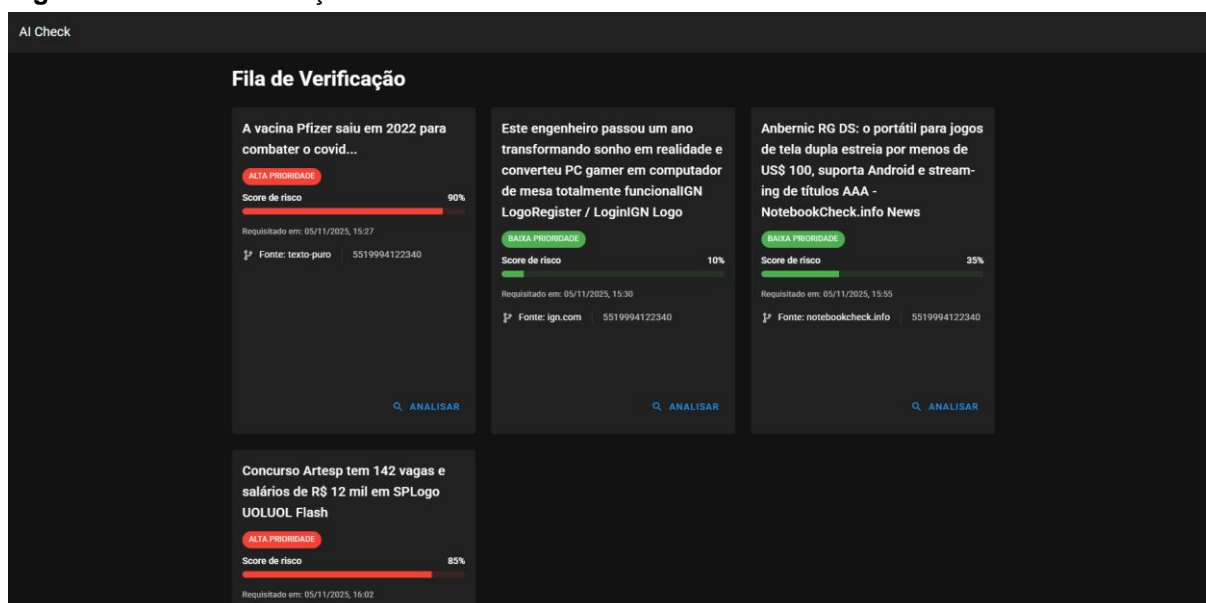 AI Check
Fila de Verificação
A vacina Pfizer saiu em 2022 para
combater o covid...
ALTA PRIORIDADE
Score de risco 90%
Requisitado em: 05/11/2025, 15:27
Fonte: texto-puro 5519994122340
ANALISAR
Este engenheiro passou um ano
transformando sonho em realidade e
converteu PC gamer em computador
de mesa totalmente funcionalIGN
LogoRegister / LoginIGN Logo
BAIXA PRIORIDADE
Score de risco 10%
Requisitado em: 05/11/2025, 15:30
Fonte: ign.com 5519994122340
ANALISAR
Anbernic RG DS: o portátil para jogos
de tela dupla estreia por menos de
US$ 100, suporta Android e stream-
ing de títulos AAA -
NotebookCheck.info News
BAIXA PRIORIDADE
Score de risco 35%
Requisitado em: 05/11/2025, 15:55
Fonte: notebookcheck.info 5519994122340
ANALISAR
Concurso Artesp tem 142 vagas e
salários de R$ 12 mil em SPLogo
UOLUOL Flash
ALTA PRIORIDADE
Score de risco 85%
Requisitado em: 05/11/2025, 16:02